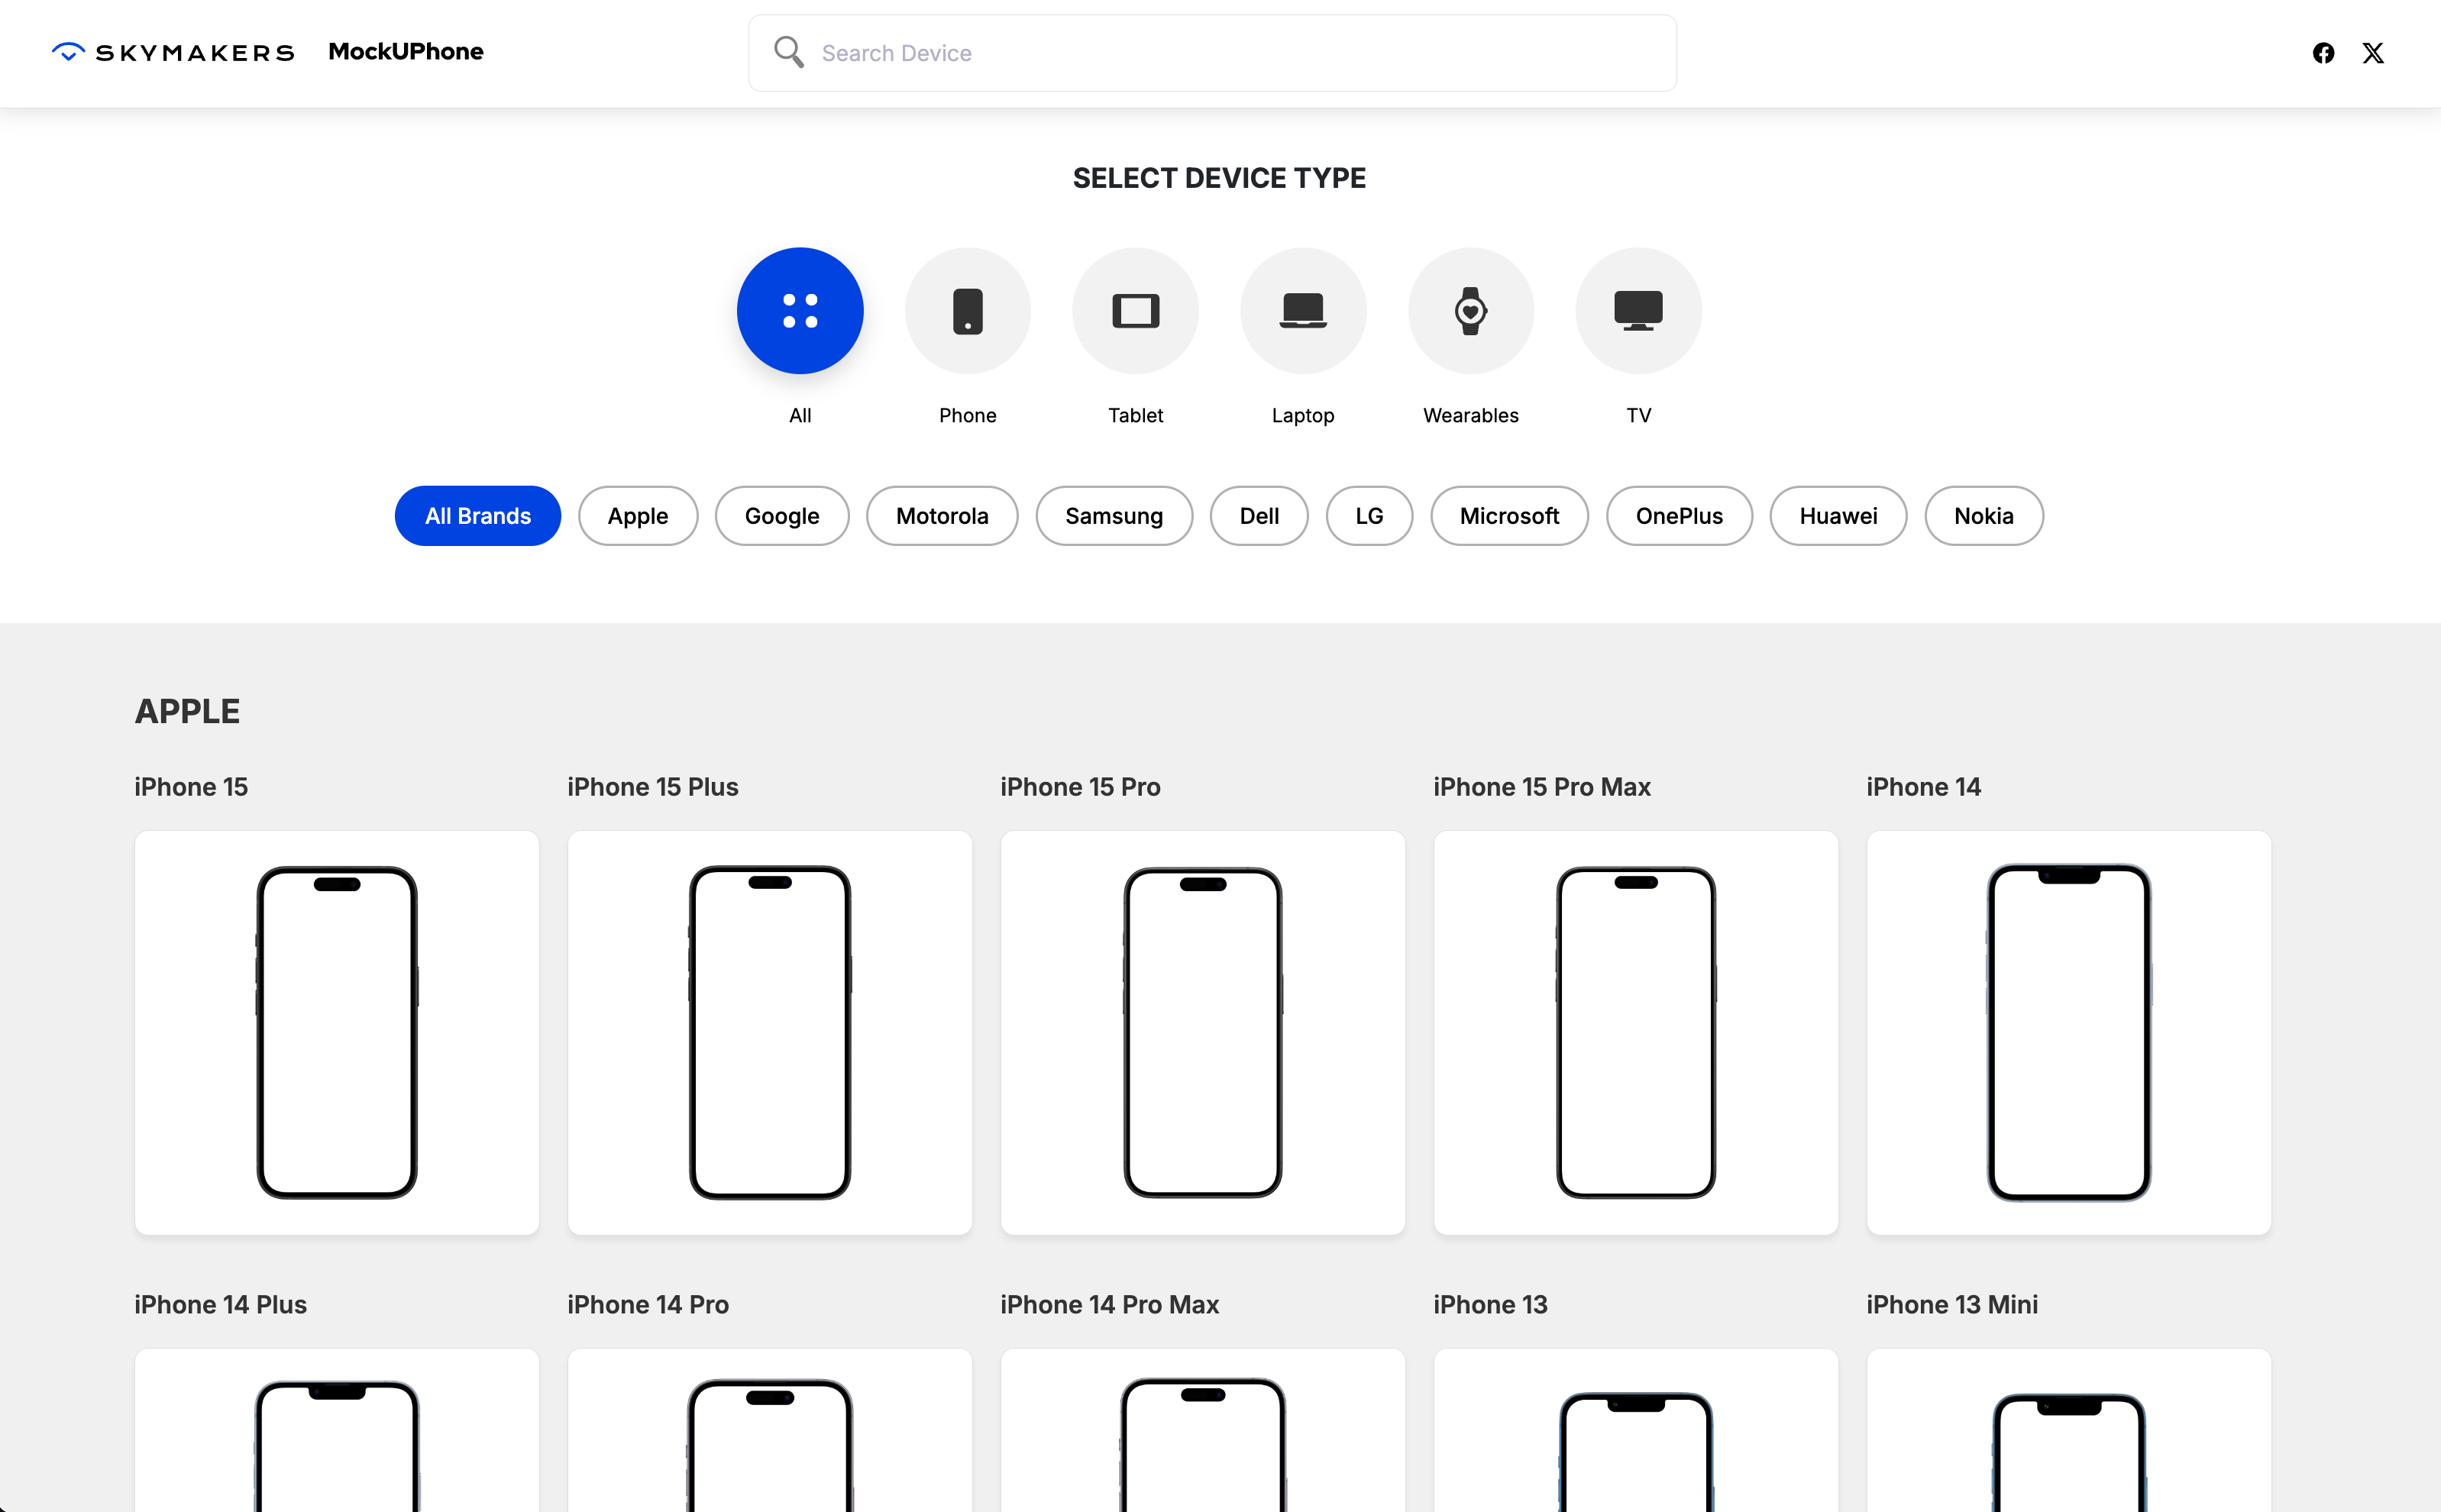 SKYMAKERS MockUPhone Search Device
SELECT DEVICE TYPE
All Phone Tablet Laptop Wearables TV
All Brands Apple Google Motorola Samsung Dell LG Microsoft OnePlus Huawei Nokia
APPLE
iPhone 15 iPhone 15 Plus iPhone 15 Pro iPhone 15 Pro Max iPhone 14
iPhone 14 Plus iPhone 14 Pro iPhone 14 Pro Max iPhone 13 iPhone 13 Mini